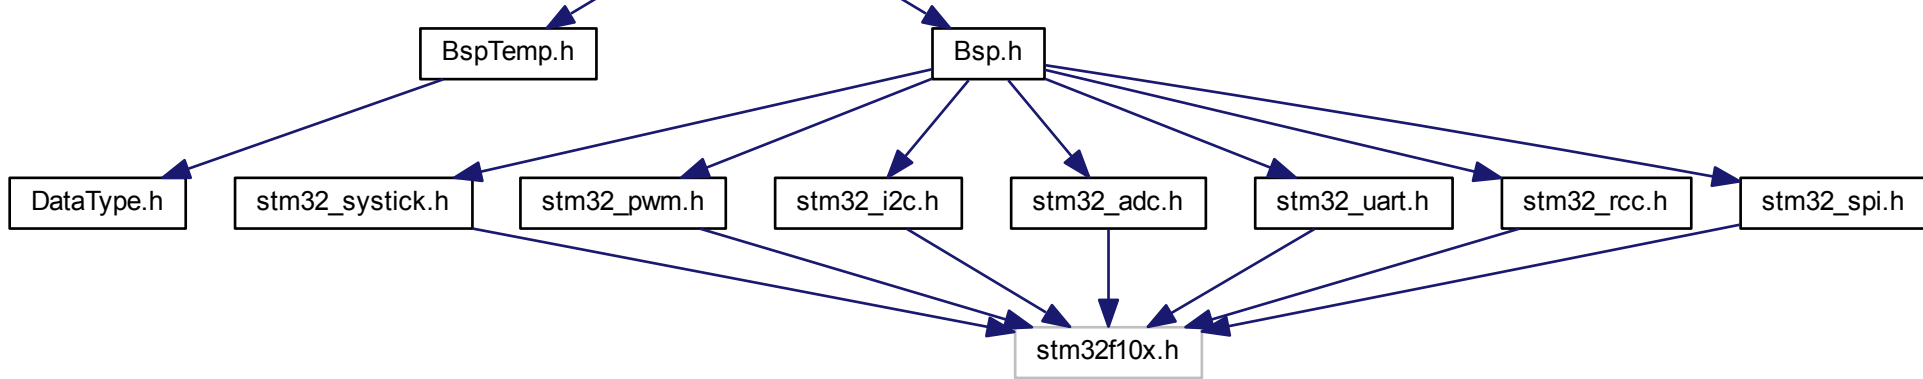 BspTemp.h
Bsp.h
DataType.h
stm32_systick.h
stm32_pwm.h
stm32_i2c.h
stm32_adc.h
stm32_uart.h
stm32_rcc.h
stm32_spi.h
stm32f10x.h